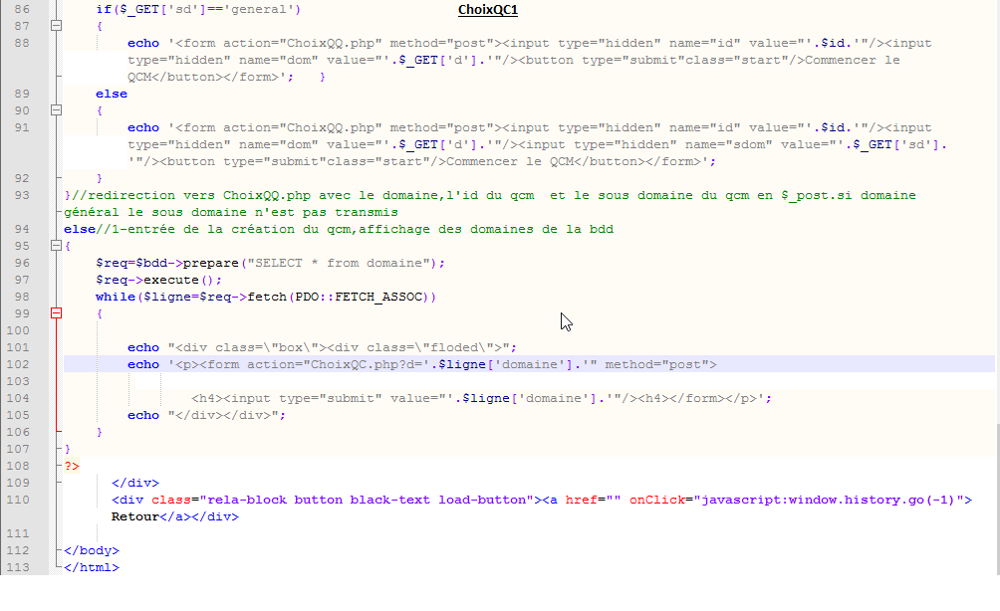 86 if($_GET['sd']=='general') ChoixQC1
87 {
88 echo '<form action="ChoixQQ.php" method="post"><input type="hidden" name="id" value="'.$id.'"/><input
type="hidden" name="dom" value="'.$_GET['d'].'"/><button type="submit"class="start"/>Commencer le
QCM</button></form>'; }
89 else
90 {
91 echo '<form action="ChoixQQ.php" method="post"><input type="hidden" name="id" value="'.$id.'"/><input
type="hidden" name="dom" value="'.$_GET['d'].'"/><input type="hidden" name="sdom" value="'.$_GET['sd'].
'"/><button type="submit"class="start"/>Commencer le QCM</button></form>';
92 }
93 }//redirection vers ChoixQQ.php avec le domaine,l'id du qcm  et le sous domaine du qcm en $_post.si domaine
général le sous domaine n'est pas transmis
94 else//1-entrée de la création du qcm,affichage des domaines de la bdd
95 {
96 $req=$bdd->prepare("SELECT * from domaine");
97 $req->execute();
98 while($ligne=$req->fetch(PDO::FETCH_ASSOC))
99 {
100
101 echo "<div class=\"box\"><div class=\"floded\">";
102 echo '<p><form action="ChoixQC.php?d='.$ligne['domaine'].'" method="post">
103
104 <h4><input type="submit" value="'.$ligne['domaine'].'"/><h4></form></p>';
105 echo "</div></div>";
106 }
107 }
108 ?>
109 </div>
110 <div class="rela-block button black-text load-button"><a href="" onClick="javascript:window.history.go(-1)">
Retour</a></div>
111
112 </body>
113 </html>